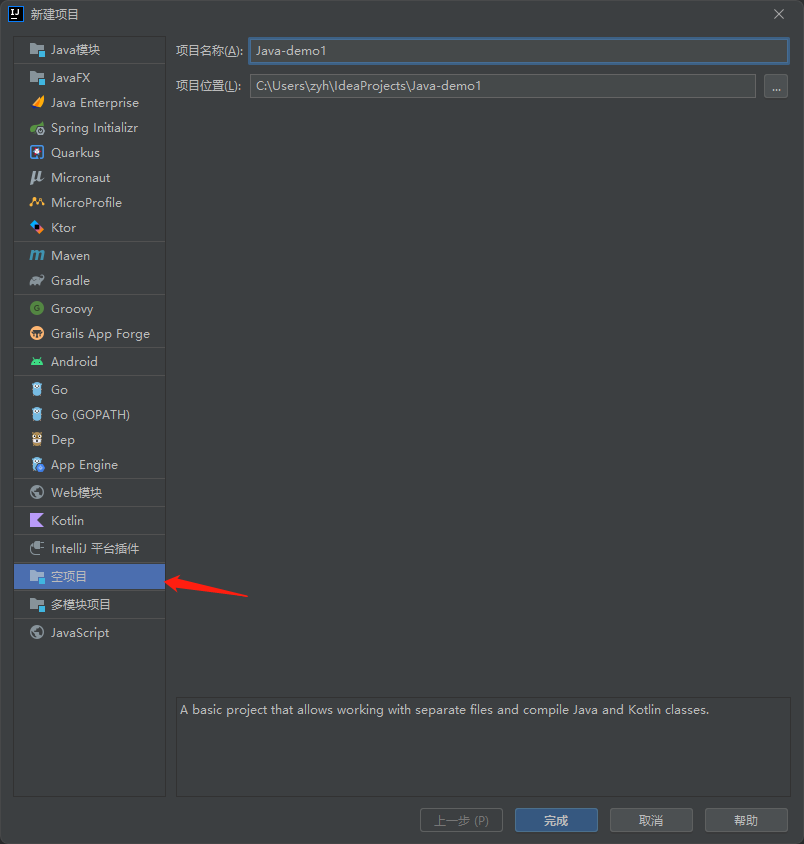 新建项目
Java模块
JavaFX
Java Enterprise
Spring Initializr
Quarkus
Micronaut
MicroProfile
Ktor
Maven
Gradle
Groovy
Grails App Forge
Android
Go
Go (GOPATH)
Dep
App Engine
Web模块
Kotlin
IntelliJ 平台插件
空项目
多模块项目
JavaScript
项目名称(A): Java-demo1
项目位置(L): C:\Users\zyh\IdeaProjects\Java-demo1 ...
A basic project that allows working with separate files and compile Java and Kotlin classes.
上一步 (P) 完成 取消 帮助